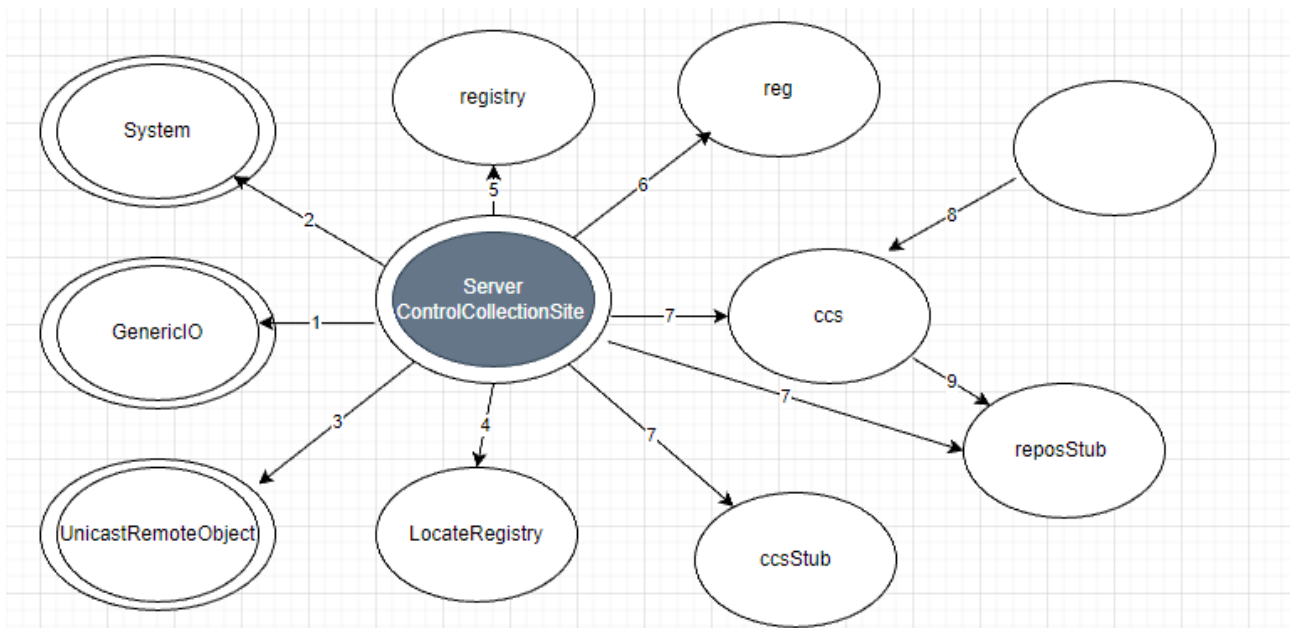 reg
registry
System
5
6
8
2
Server
ControlCollectionSite
7
ccs
1
GenericIO
9
7
3
4
7
reposStub
UnicastRemoteObject
LocateRegistry
ccsStub